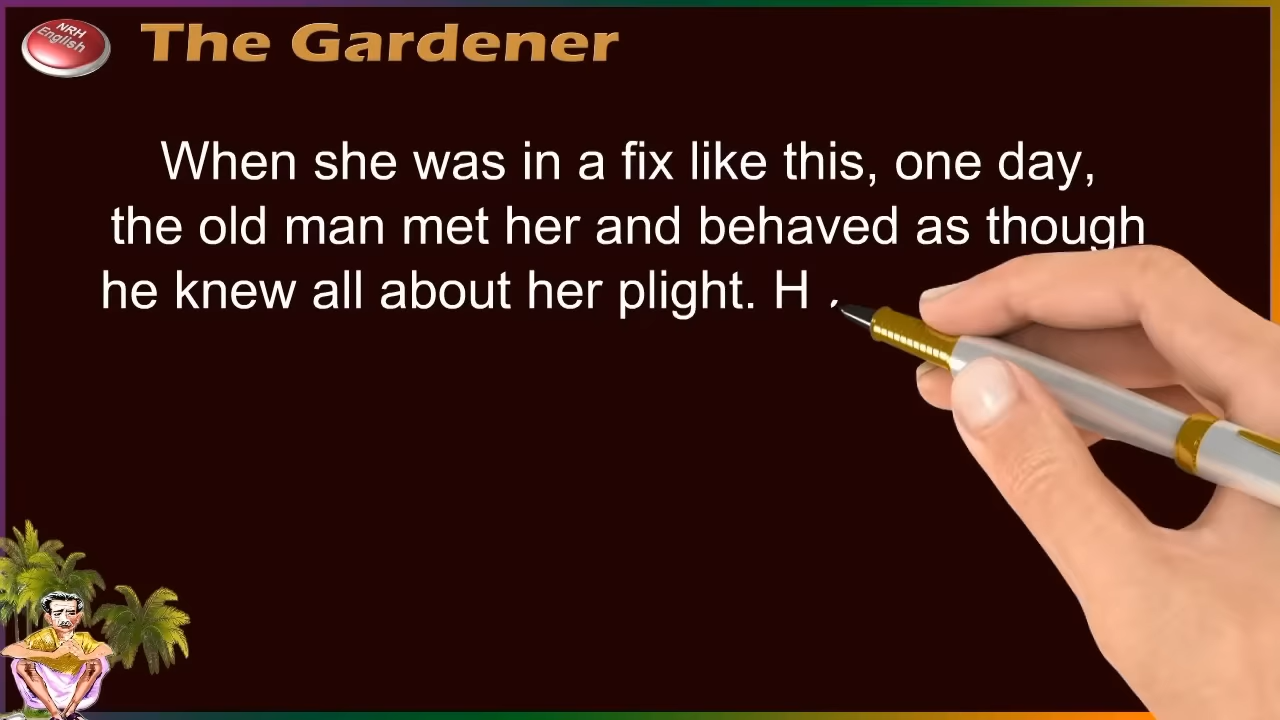 NRH
English
The Gardener
When she was in a fix like this, one day,
the old man met her and behaved as though
he knew all about her plight. H